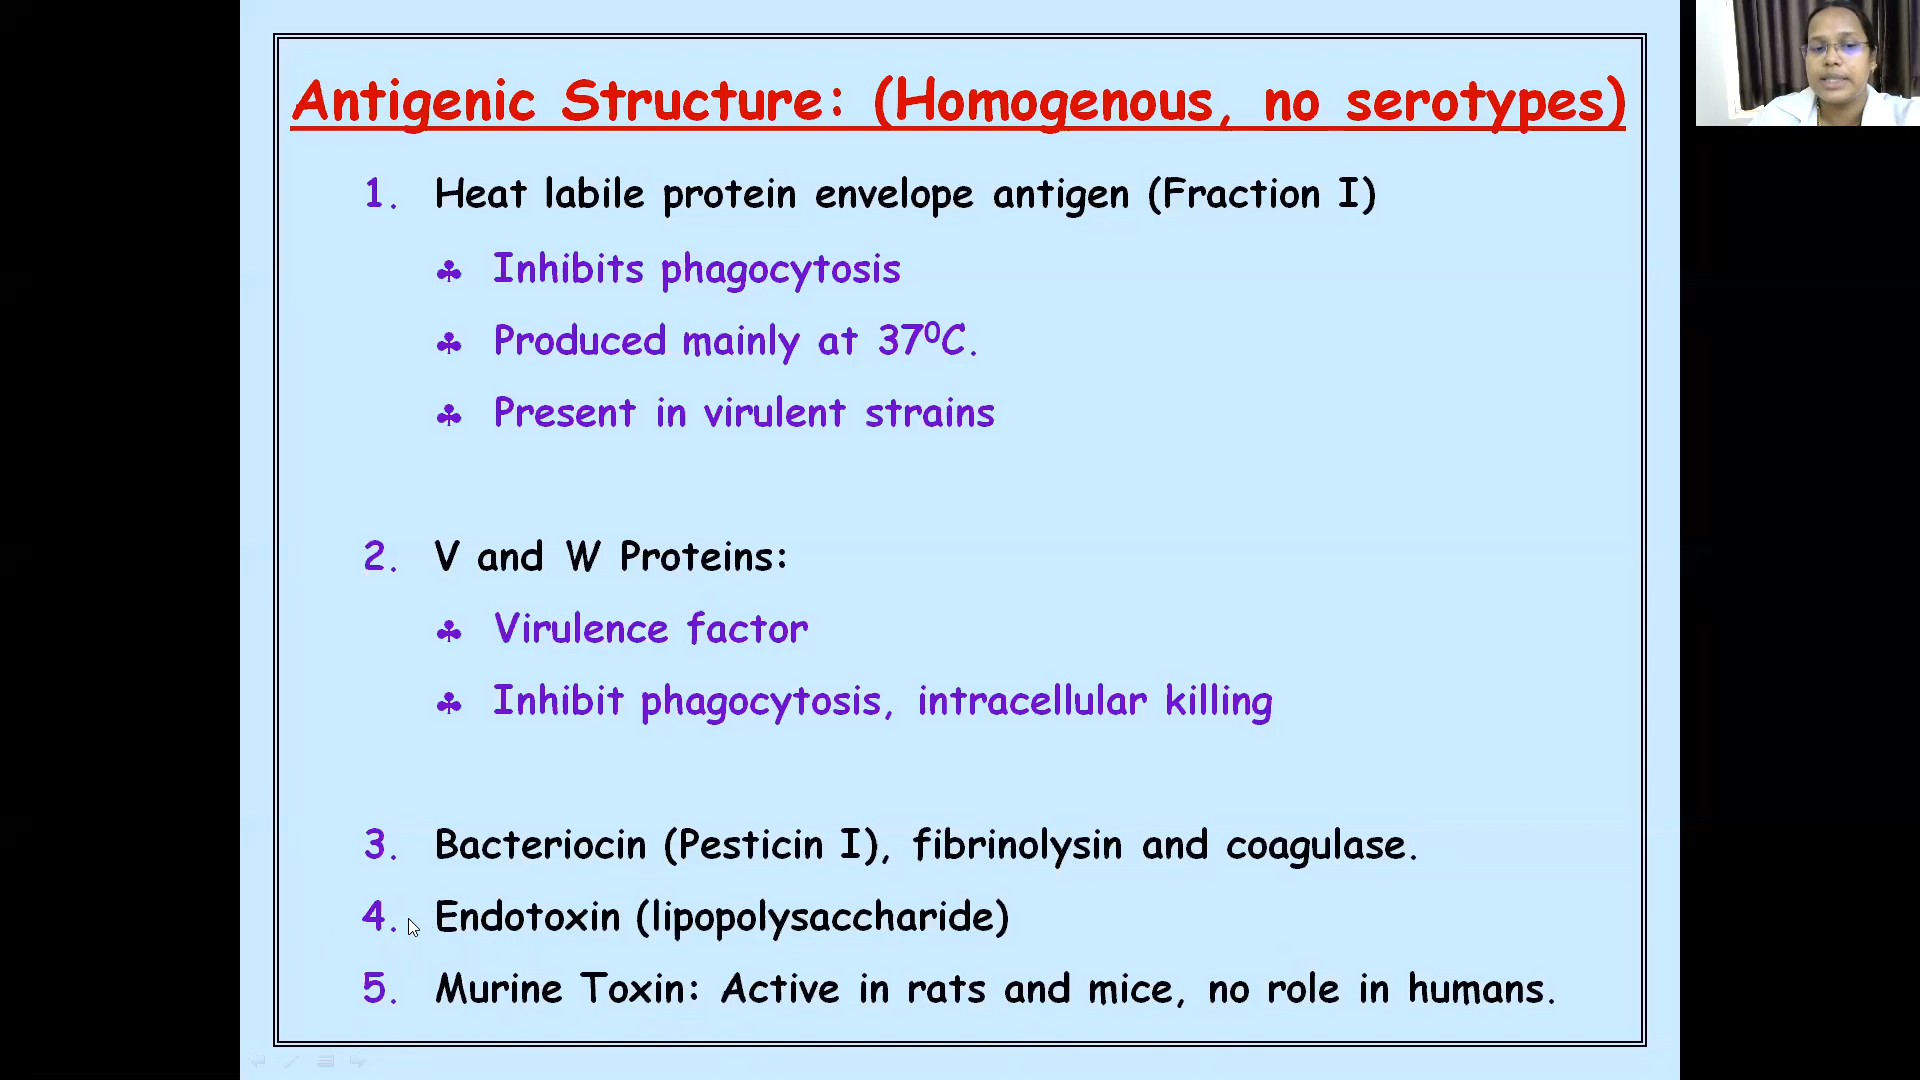 Antigenic Structure: (Homogenous, no serotypes)
1. Heat labile protein envelope antigen (Fraction I)
♣ Inhibits phagocytosis
♣ Produced mainly at 37⁰C.
♣ Present in virulent strains
2. V and W Proteins:
♣ Virulence factor
♣ Inhibit phagocytosis, intracellular killing
3. Bacteriocin (Pesticin I), fibrinolysin and coagulase.
4. Endotoxin (lipopolysaccharide)
5. Murine Toxin: Active in rats and mice, no role in humans.